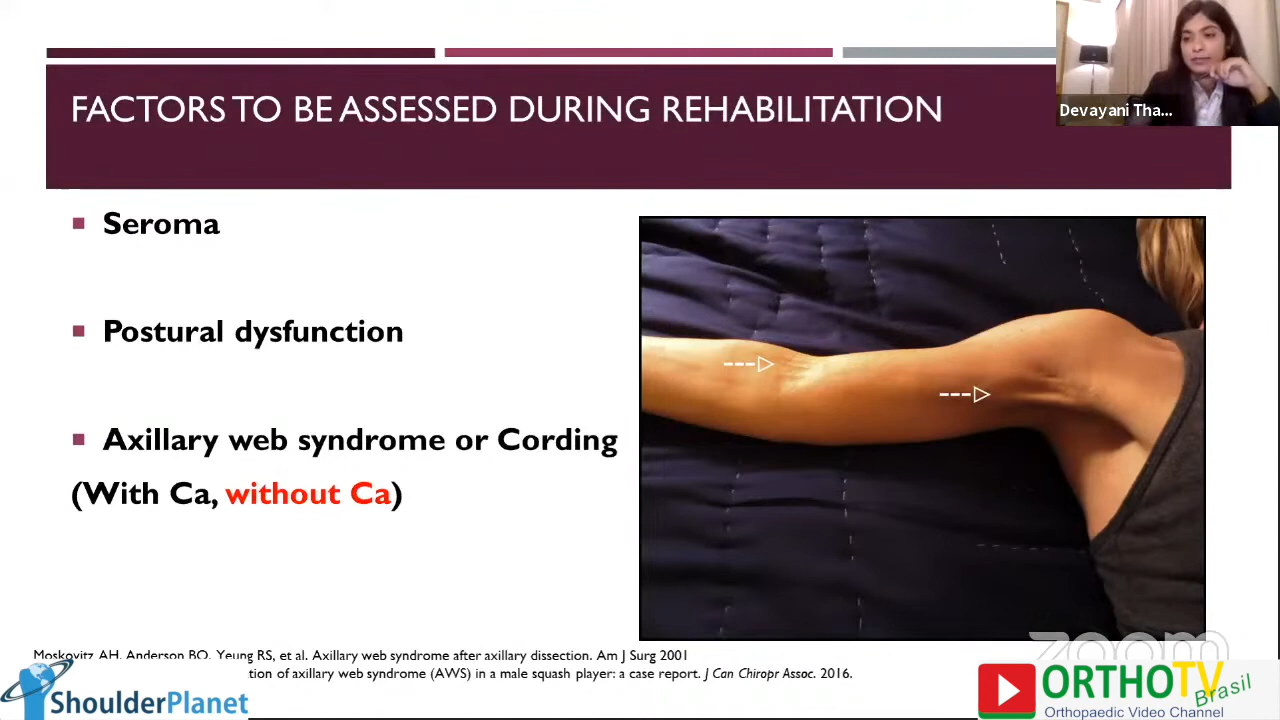 FACTORS TO BE ASSESSED DURING REHABILITATION
Devayani Tha...
Seroma
Postural dysfunction
Axillary web syndrome or Cording
(With Ca, without Ca)
Moskovitz AH, Anderson BO, Yeung RS, et al. Axillary web syndrome after axillary dissection. Am J Surg 2001
tion of axillary web syndrome (AWS) in a male squash player: a case report. J Can Chiropr Assoc. 2016.
zoom
ShoulderPlanet
ORTHOTV
Brasil
Orthopaedic Video Channel